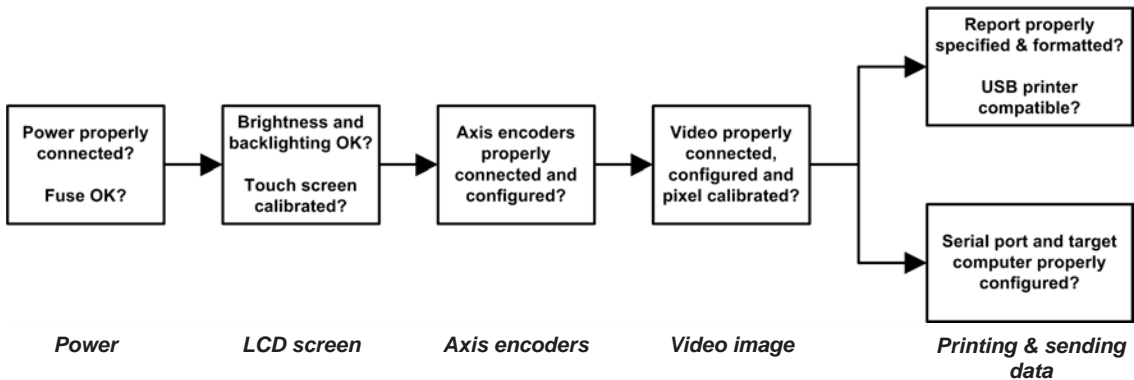 Power properly
connected?
Fuse OK?
Brightness and
backlighting OK?
Touch screen
calibrated?
Axis encoders
properly
connected and
configured?
Video properly
connected,
configured and
pixel calibrated?
Report properly
specified & formatted?
USB printer
compatible?
Serial port and target
computer properly
configured?
Power
LCD screen
Axis encoders
Video image
Printing & sending
data